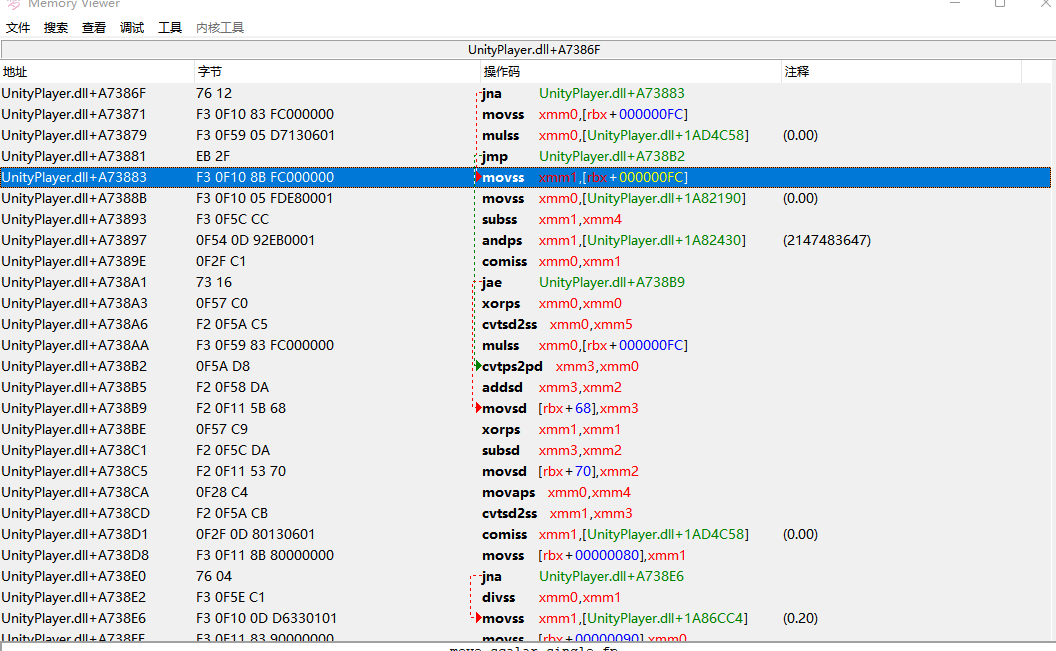 Memory Viewer
文件 搜索 查看 调试 工具 内核工具
UnityPlayer.dll+A7386F
地址 字节 操作码 注释
UnityPlayer.dll+A7386F 76 12 jna UnityPlayer.dll+A73883
UnityPlayer.dll+A73871 F3 0F10 83 FC000000 movss xmm0,[rbx+000000FC]
UnityPlayer.dll+A73879 F3 0F59 05 D7130601 mulss xmm0,[UnityPlayer.dll+1AD4C58] (0.00)
UnityPlayer.dll+A73881 EB 2F jmp UnityPlayer.dll+A738B2
UnityPlayer.dll+A73883 F3 0F10 8B FC000000 movss xmm1,[rbx+000000FC]
UnityPlayer.dll+A7388B F3 0F10 05 FDE80001 movss xmm0,[UnityPlayer.dll+1A82190] (0.00)
UnityPlayer.dll+A73893 F3 0F5C CC subss xmm1,xmm4
UnityPlayer.dll+A73897 0F54 0D 92EB0001 andps xmm1,[UnityPlayer.dll+1A82430] (2147483647)
UnityPlayer.dll+A7389E 0F2F C1 comiss xmm0,xmm1
UnityPlayer.dll+A738A1 73 16 jae UnityPlayer.dll+A738B9
UnityPlayer.dll+A738A3 0F57 C0 xorps xmm0,xmm0
UnityPlayer.dll+A738A6 F2 0F5A C5 cvtsd2ss xmm0,xmm5
UnityPlayer.dll+A738AA F3 0F59 83 FC000000 mulss xmm0,[rbx+000000FC]
UnityPlayer.dll+A738B2 0F5A D8 cvtps2pd xmm3,xmm0
UnityPlayer.dll+A738B5 F2 0F58 DA addsd xmm3,xmm2
UnityPlayer.dll+A738B9 F2 0F11 5B 68 movsd [rbx+68],xmm3
UnityPlayer.dll+A738BE 0F57 C9 xorps xmm1,xmm1
UnityPlayer.dll+A738C1 F2 0F5C DA subsd xmm3,xmm2
UnityPlayer.dll+A738C5 F2 0F11 53 70 movsd [rbx+70],xmm2
UnityPlayer.dll+A738CA 0F28 C4 movaps xmm0,xmm4
UnityPlayer.dll+A738CD F2 0F5A CB cvtsd2ss xmm1,xmm3
UnityPlayer.dll+A738D1 0F2F 0D 80130601 comiss xmm1,[UnityPlayer.dll+1AD4C58] (0.00)
UnityPlayer.dll+A738D8 F3 0F11 8B 80000000 movss [rbx+00000080],xmm1
UnityPlayer.dll+A738E0 76 04 jna UnityPlayer.dll+A738E6
UnityPlayer.dll+A738E2 F3 0F5E C1 divss xmm0,xmm1
UnityPlayer.dll+A738E6 F3 0F10 0D D6330101 movss xmm1,[UnityPlayer.dll+1A86CC4] (0.20)
UnityPlayer.dll+A738EE F3 0F11 83 90000000 movss [rbx+00000090],xmm0
move scalar single-fp